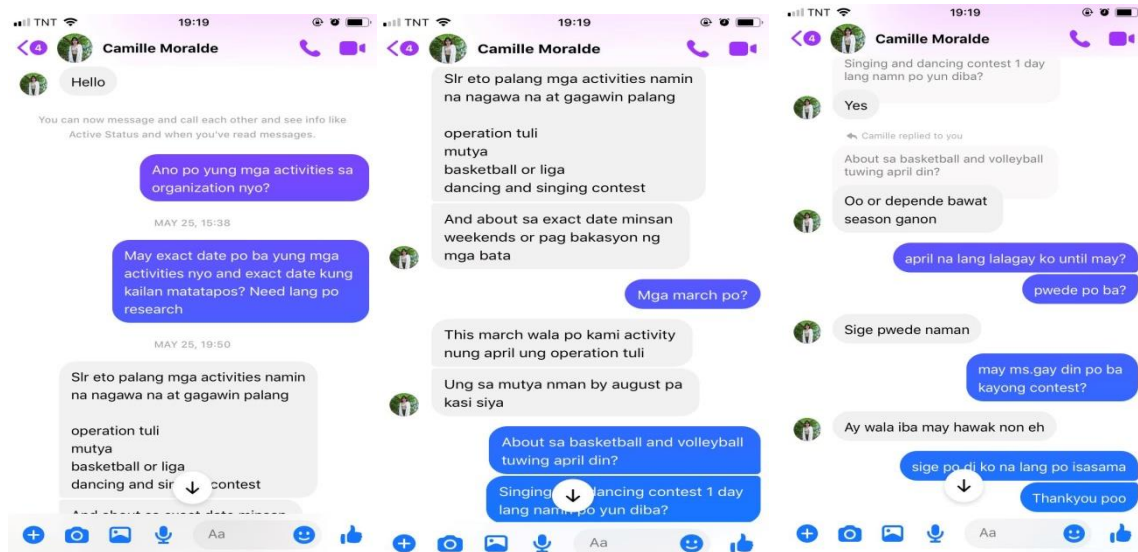 TNT
19:19
4
Camille Moralde
Hello
You can now message and call each other and see info like
Active Status and when you've read messages.
Ano po yung mga activities sa
organization nyo?
MAY 25, 15:38
May exact date po ba yung mga
activities nyo and exact date kung
kailan matatapos? Need lang po
research
MAY 25, 19:50
Slr eto palang mga activities namin
na nagawa na at gagawin palang
operation tuli
mutya
basketball or liga
dancing and contest
Aa
TNT
19:19
4
Camille Moralde
Slr eto palang mga activities namin
na nagawa na at gagawin palang
operation tuli
mutya
basketball or liga
dancing and singing contest
And about sa exact date minsan
weekends or pag bakasyon ng
mga bata
Mga march po?
This march wala po kami activity
nung april ung operation tuli
Ung sa mutya nman by august pa
kasi siya
About sa basketball and volleyball
tuwing april din?
Singing dancing contest 1 day
lang namn po yun diba?
Aa
TNT
19:19
4
Camille Moralde
Singing and dancing contest 1 day
lang namn po yun diba?
Yes
Camille replied to you
About sa basketball and volleyball
tuwing april din?
Oo or depende bawat
season ganon
april na lang lalagay ko until may?
pwede po ba?
Sige pwede naman
may ms.gay din po ba
kayong contest?
Ay wala iba may hawak non eh
sige po di ko na lang po isasama
Thankyou poo
Aa